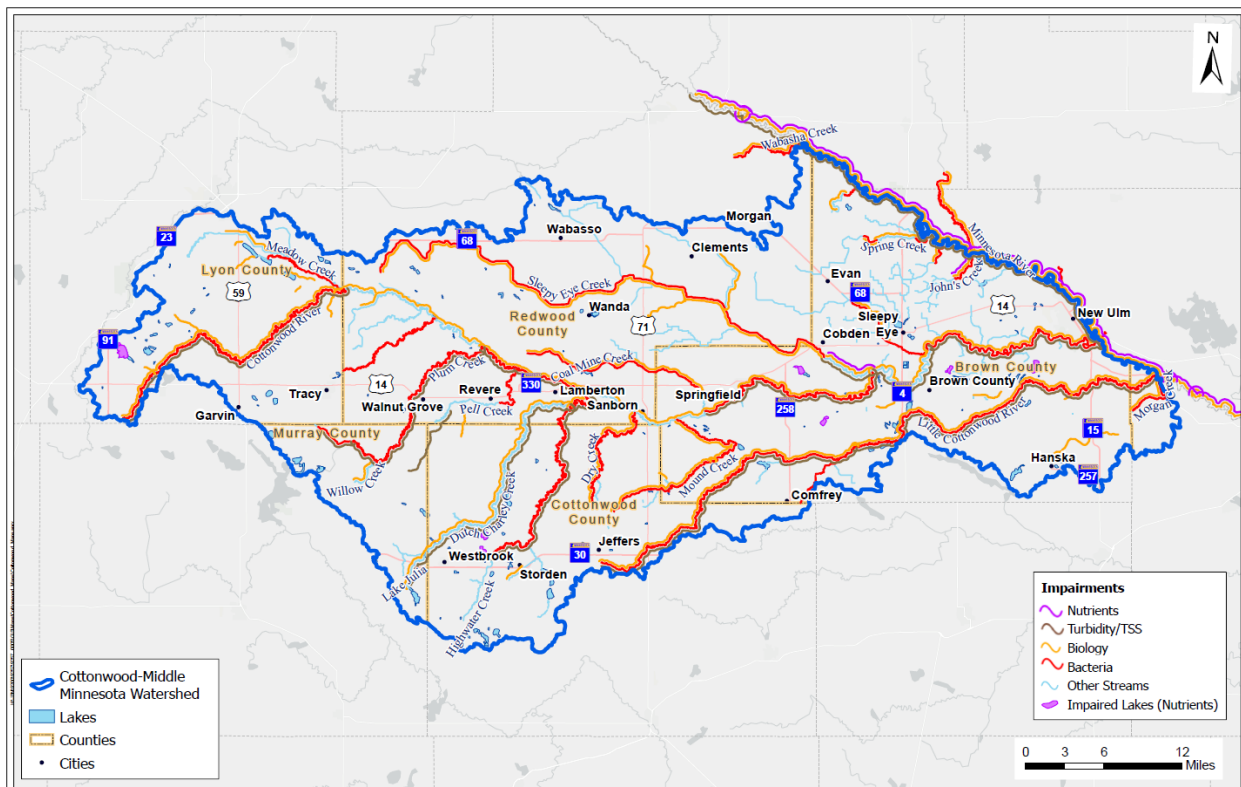 N
Wabasha Creek
Morgan
Wabasso
Clements
23
68
Meadow Creek
Lyon County
59
Spring Creek
Minnesota River
Evan
John's Creek
68
14
Sleepy Eye Creek
Wanda
Redwood
County
71
Sleepy
Eye
New Ulm
91
Cottonwood River
Cobden
Coal Mine Creek
Brown County
Plum Creek
330
Tracy
14
Revere
Lamberton
Springfield
4
Brown County
Walnut Grove
Pell Creek
Sanborn
258
Garvin
Little Cottonwood River
Morgan Creek
Murray County
15
Dry Creek
Mound Creek
Hanska
Willow Creek
257
Cottonwood
County
Comfrey
Dutch Charley Creek
Jeffers
30
Westbrook
Storden
Lake Julia
Highwater Creek
Impairments
Nutrients
Turbidity/TSS
Biology
Bacteria
Other Streams
Impaired Lakes (Nutrients)
Cottonwood-Middle
Minnesota Watershed
Lakes
Counties
Cities
0 3 6 12
Miles